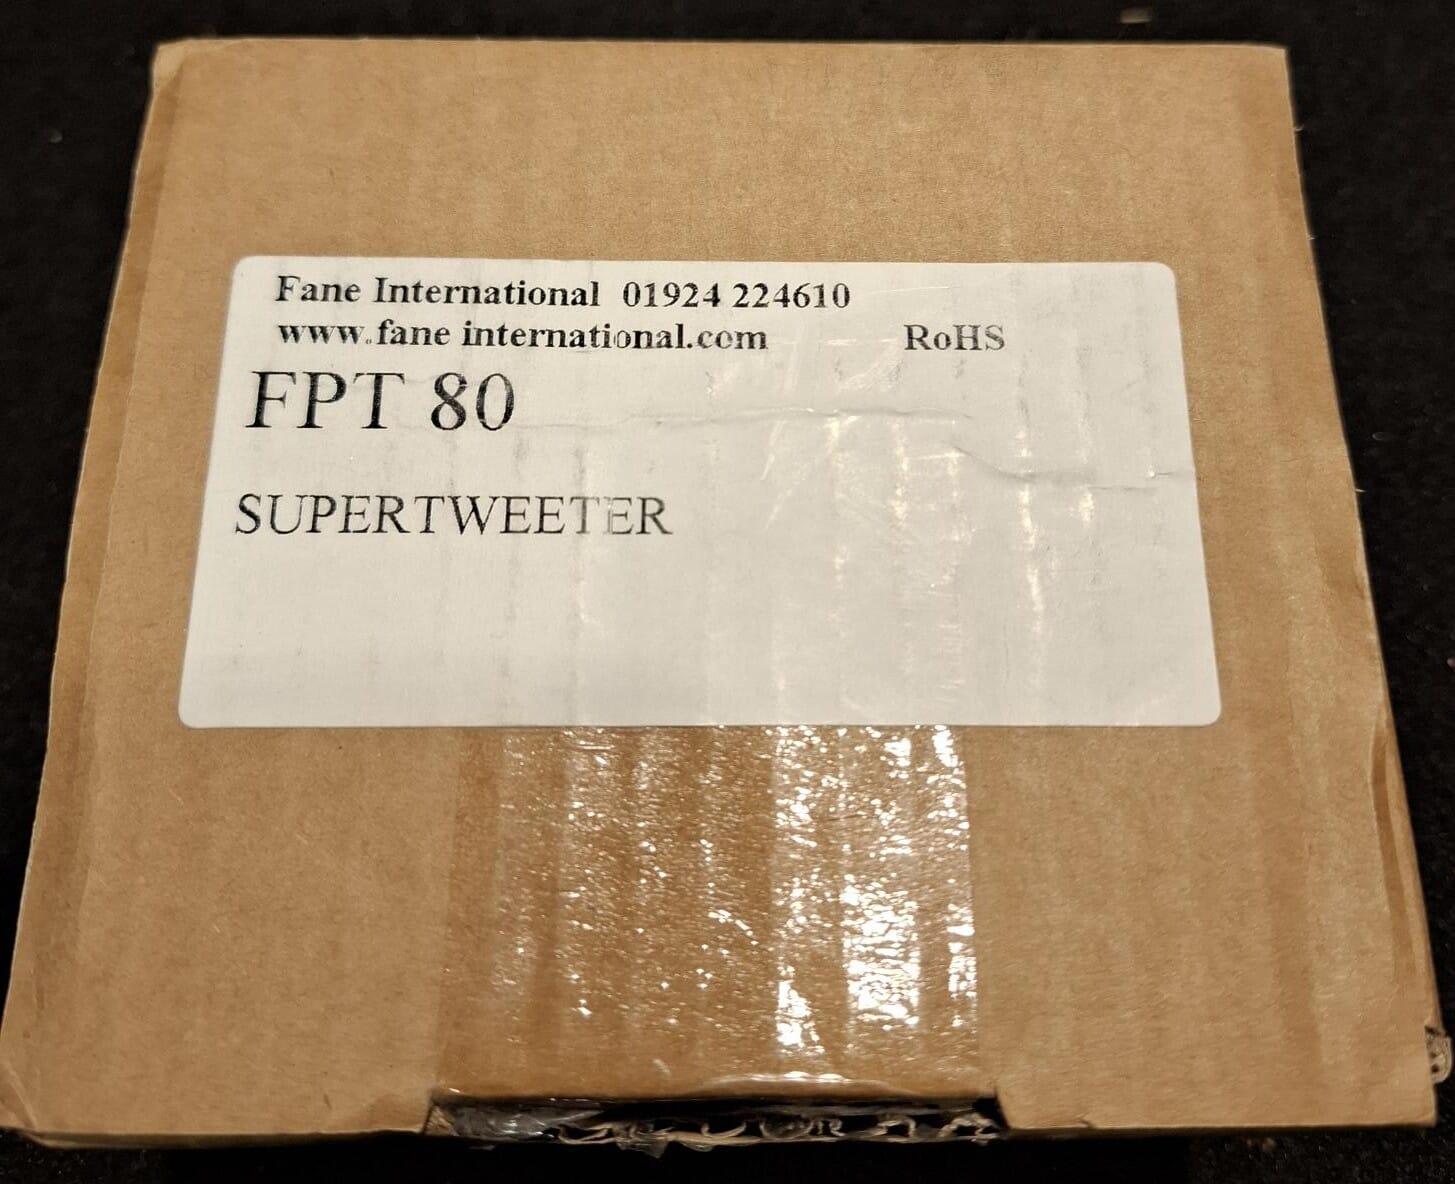 Fane International 01924 224610
www.fane international.com RoHS
FPT 80
SUPERTWEETER